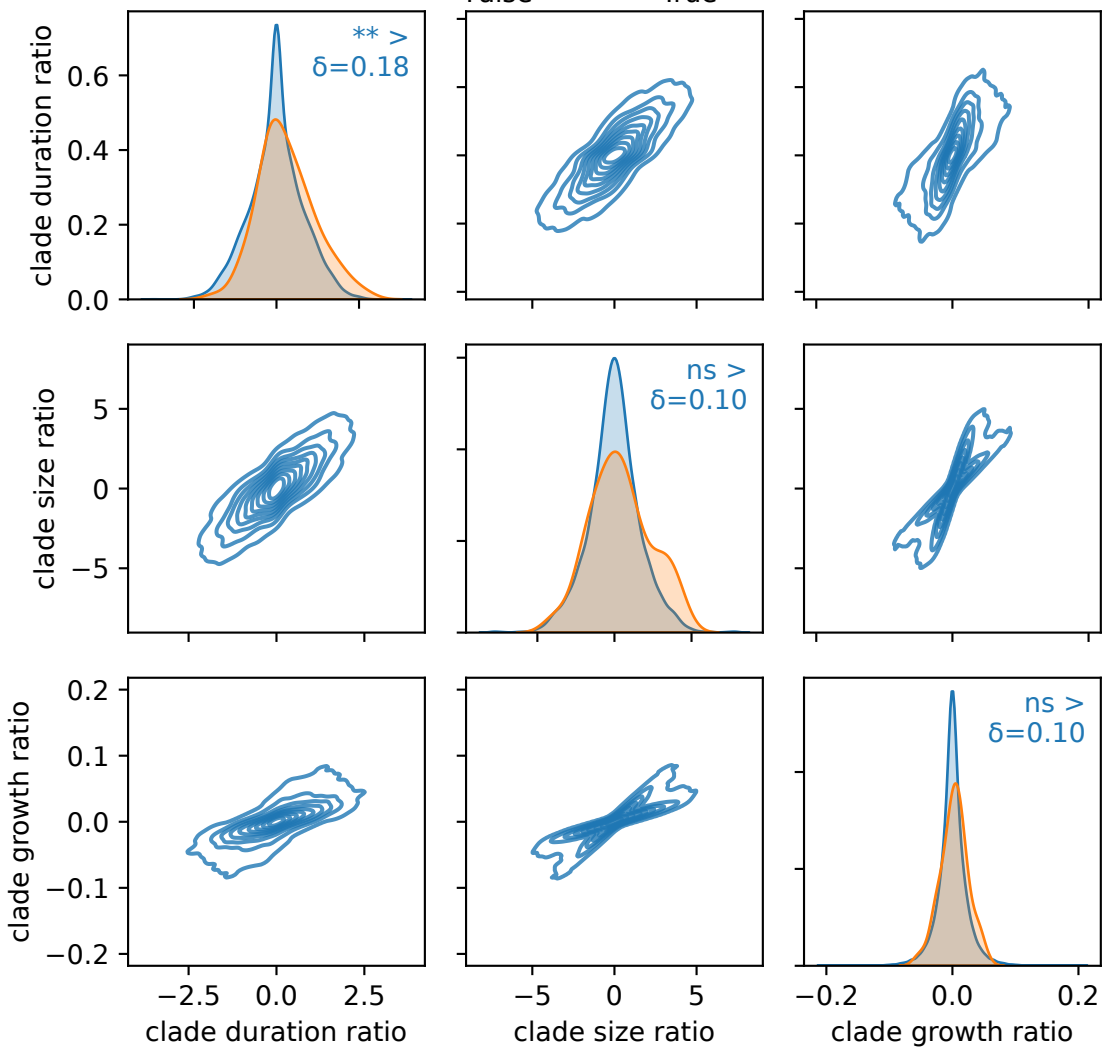 False True
clade duration ratio
0.6
0.4
0.2
0.0
** >
δ=0.18
clade size ratio
5
0
−5
ns >
δ=0.10
clade growth ratio
0.2
0.1
0.0
−0.1
−0.2
ns >
δ=0.10
−2.5 0.0 2.5
−5 0 5
−0.2 0.0 0.2
clade duration ratio
clade size ratio
clade growth ratio